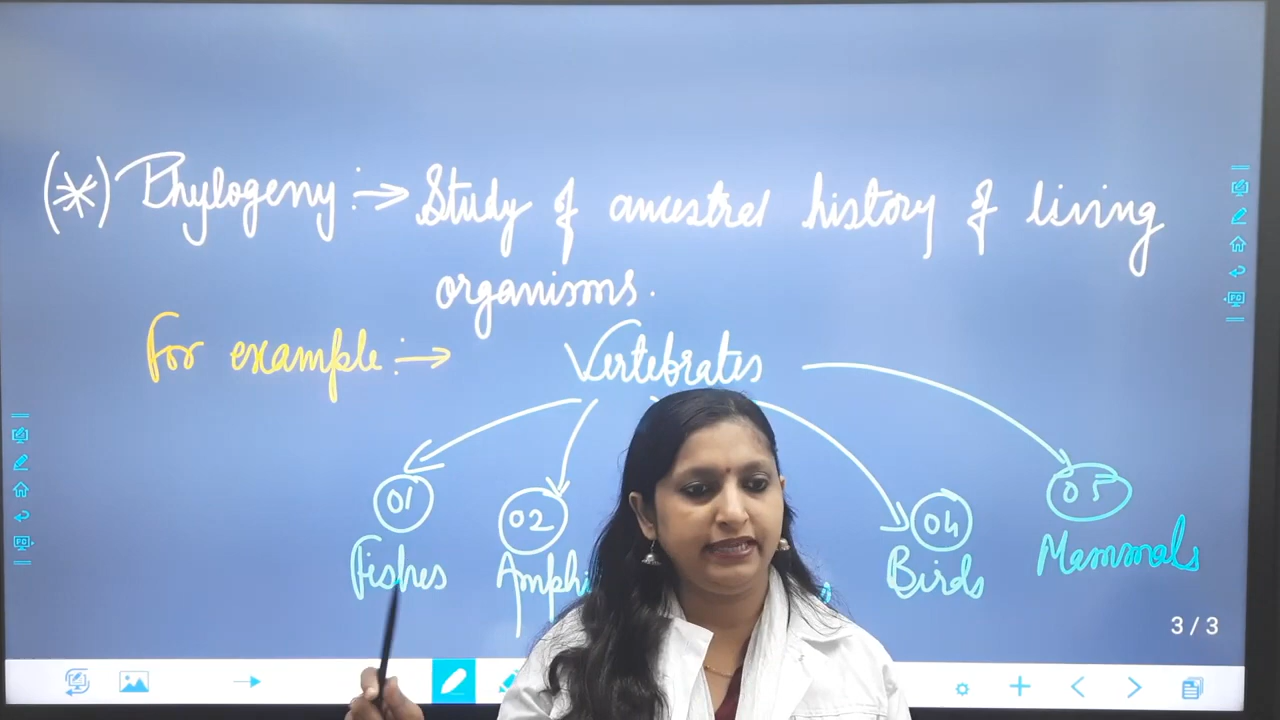 (*) Phylogeny :→ Study of ancestral history of living
organisms.
For example :→ Vertebrates
01 02 04 05
Fishes Birds Mammals
3 / 3